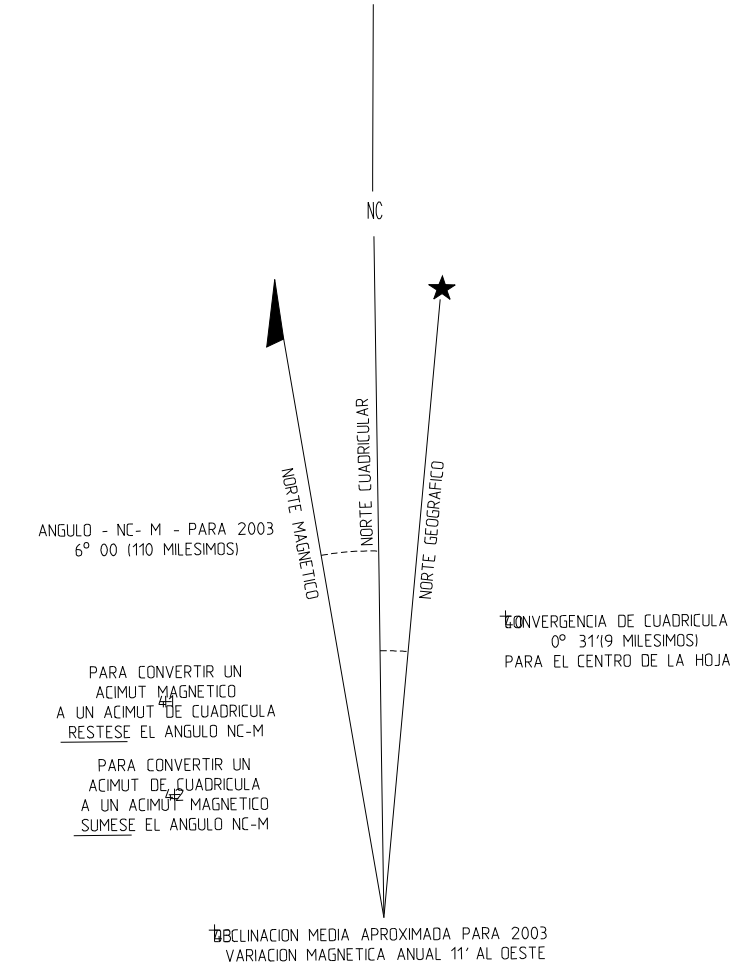 NC
NORTE MAGNETICO
NORTE CUADRICULAR
NORTE GEOGRAFICO
ANGULO - NC- M - PARA 2003
6° 00 (110 MILESIMOS)
CONVERGENCIA DE CUADRICULA
0° 31'(9 MILESIMOS)
PARA EL CENTRO DE LA HOJA
PARA CONVERTIR UN
ACIMUT MAGNETICO
A UN ACIMUT DE CUADRICULA
RESTESE EL ANGULO NC-M
PARA CONVERTIR UN
ACIMUT DE CUADRICULA
A UN ACIMUT MAGNETICO
SUMESE EL ANGULO NC-M
DECLINACION MEDIA APROXIMADA PARA 2003
VARIACION MAGNETICA ANUAL 11' AL OESTE